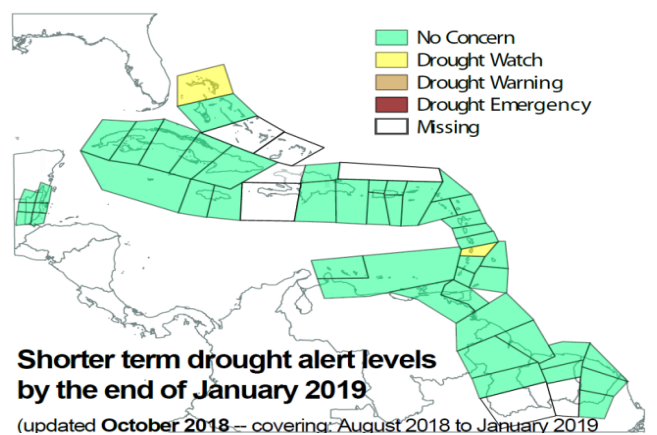 No Concern
Drought Watch
Drought Warning
Drought Emergency
Missing
Shorter term drought alert levels
by the end of January 2019
(updated October 2018 -- covering: August 2018 to January 2019